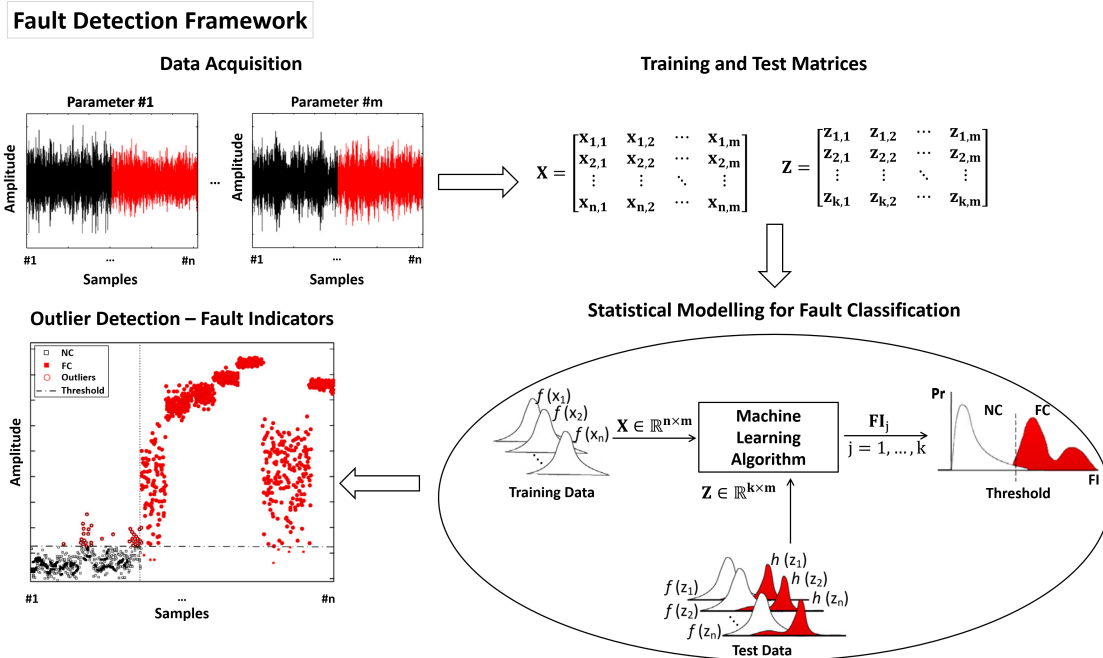 Fault Detection Framework
Data Acquisition
Parameter #1
Parameter #m
Amplitude
Amplitude
...
#1 ... #n
#1 ... #n
Samples
Samples
Training and Test Matrices
X = [x1,1 x1,2 ⋯ x1,m
x2,1 x2,2 ⋯ x2,m
⋮ ⋮ ⋱ ⋮
xn,1 xn,2 ⋯ xn,m]
Z = [z1,1 z1,2 ⋯ z1,m
z2,1 z2,2 ⋯ z2,m
⋮ ⋮ ⋱ ⋮
zk,1 zk,2 ⋯ zk,m]
Statistical Modelling for Fault Classification
f (x1)
f (x2)
f (xn)
⋱
Training Data
X ∈ ℝn×m
Machine
Learning
Algorithm
Z ∈ ℝk×m
FIj
j = 1, … , k
Pr
NC
FC
FI
Threshold
h (z1)
h (z2)
h (zn)
f (z1)
f (z2)
⋱
f (zn)
Test Data
Outlier Detection – Fault Indicators
NC
FC
Outliers
Threshold
Amplitude
#1 ... #n
Samples